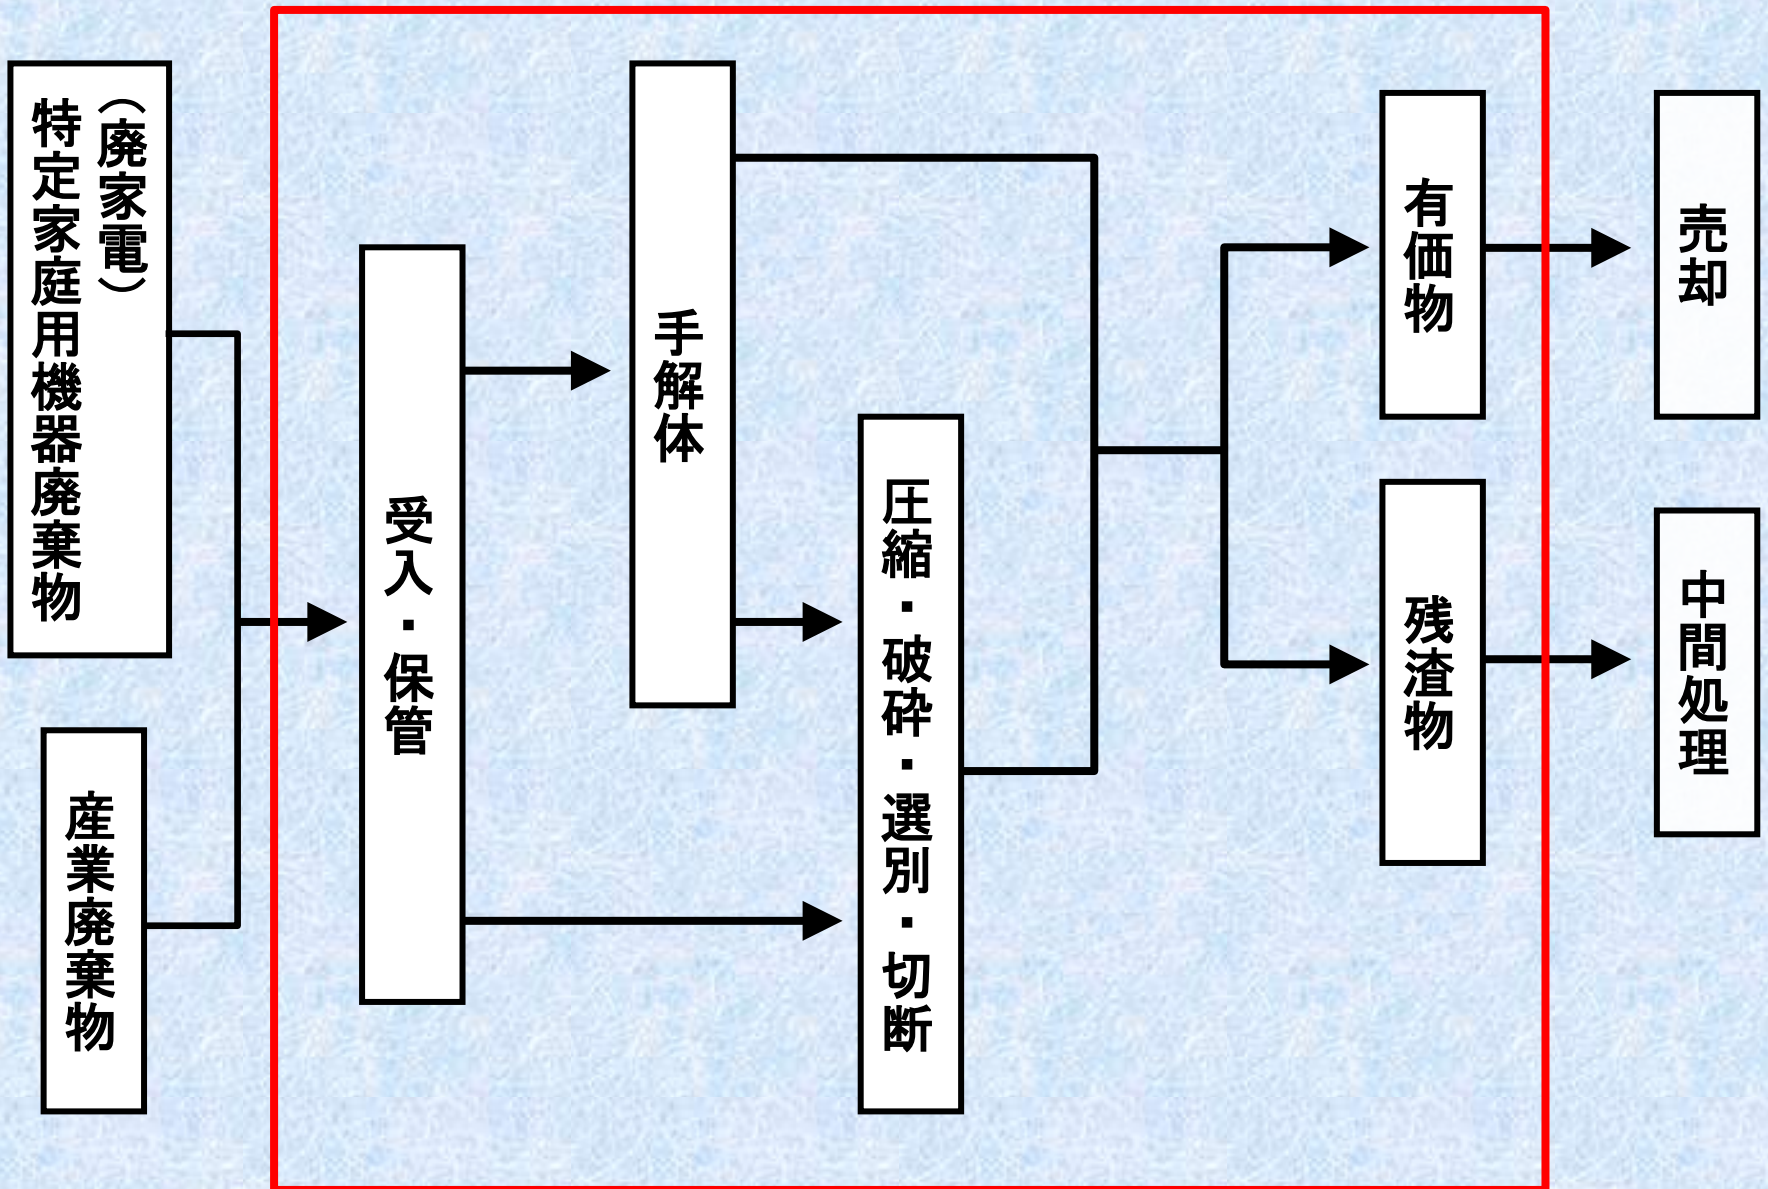 特定家庭用機器廃棄物
（廃家電）
産業廃棄物
受入・保管
手解体
圧縮・破砕・選別・切断
有価物
残渣物
売却
中間処理